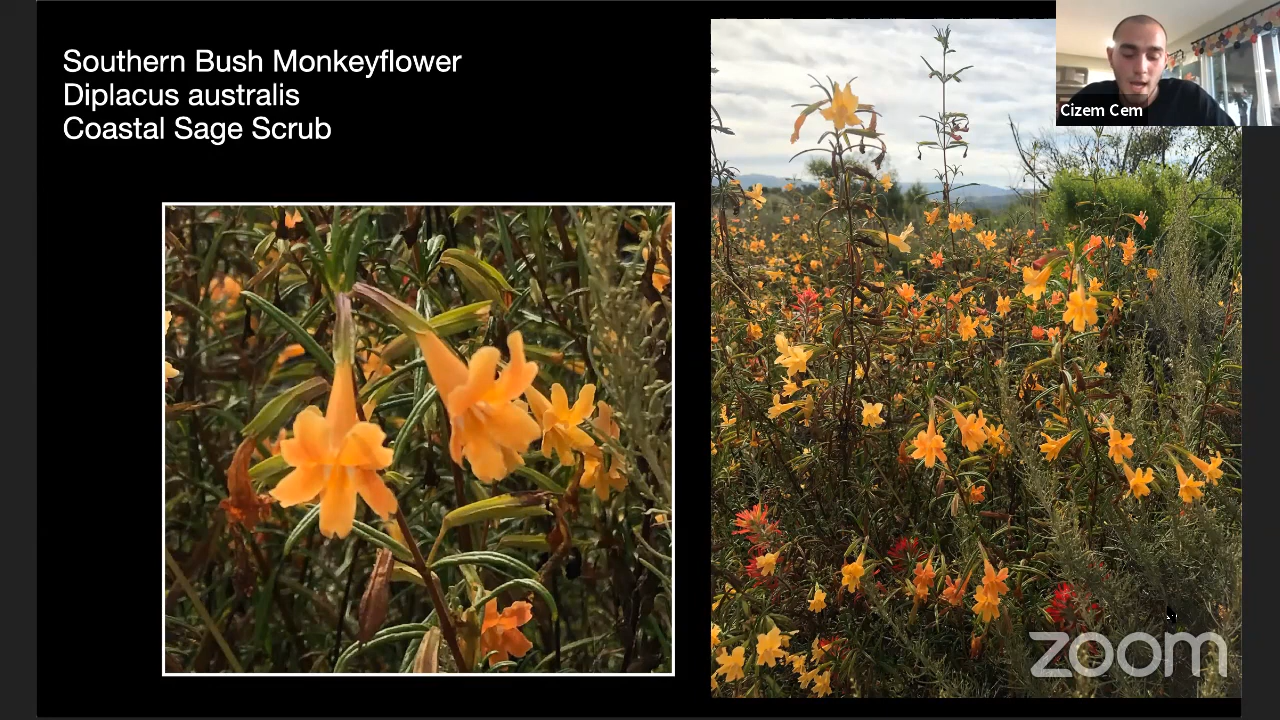 Southern Bush Monkeyflower
Diplacus australis
Coastal Sage Scrub
Cizem Cem
zoom